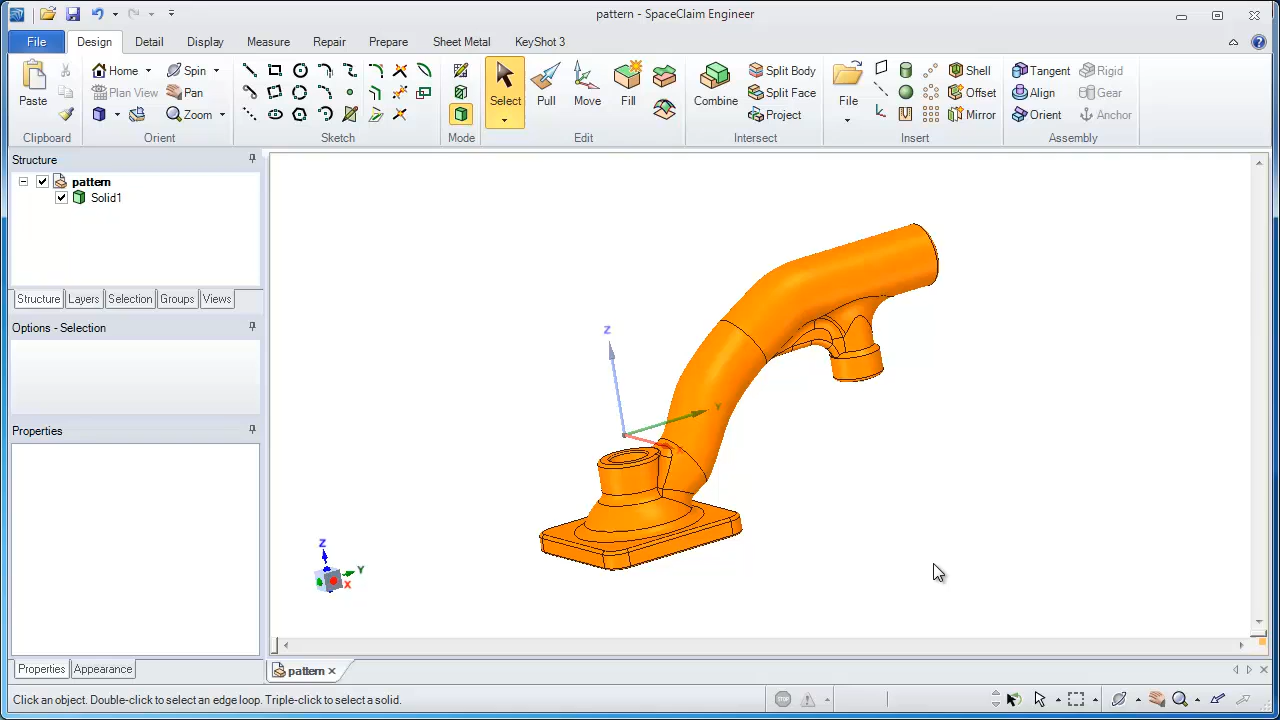 pattern - SpaceClaim Engineer
File Design Detail Display Measure Repair Prepare Sheet Metal KeyShot 3
Paste
Home Spin
Plan View Pan
Zoom
Select Pull Move Fill
Combine
Split Body
Split Face
Project
File
Shell
Offset
Mirror
Tangent Rigid
Align Gear
Orient Anchor
Clipboard Orient Sketch Mode Edit Intersect Insert Assembly
Structure
pattern
Solid1
Structure Layers Selection Groups Views
Options - Selection
Properties
Properties Appearance
Z
Y
X
Z
Y
X
pattern
Click an object. Double-click to select an edge loop. Triple-click to select a solid.